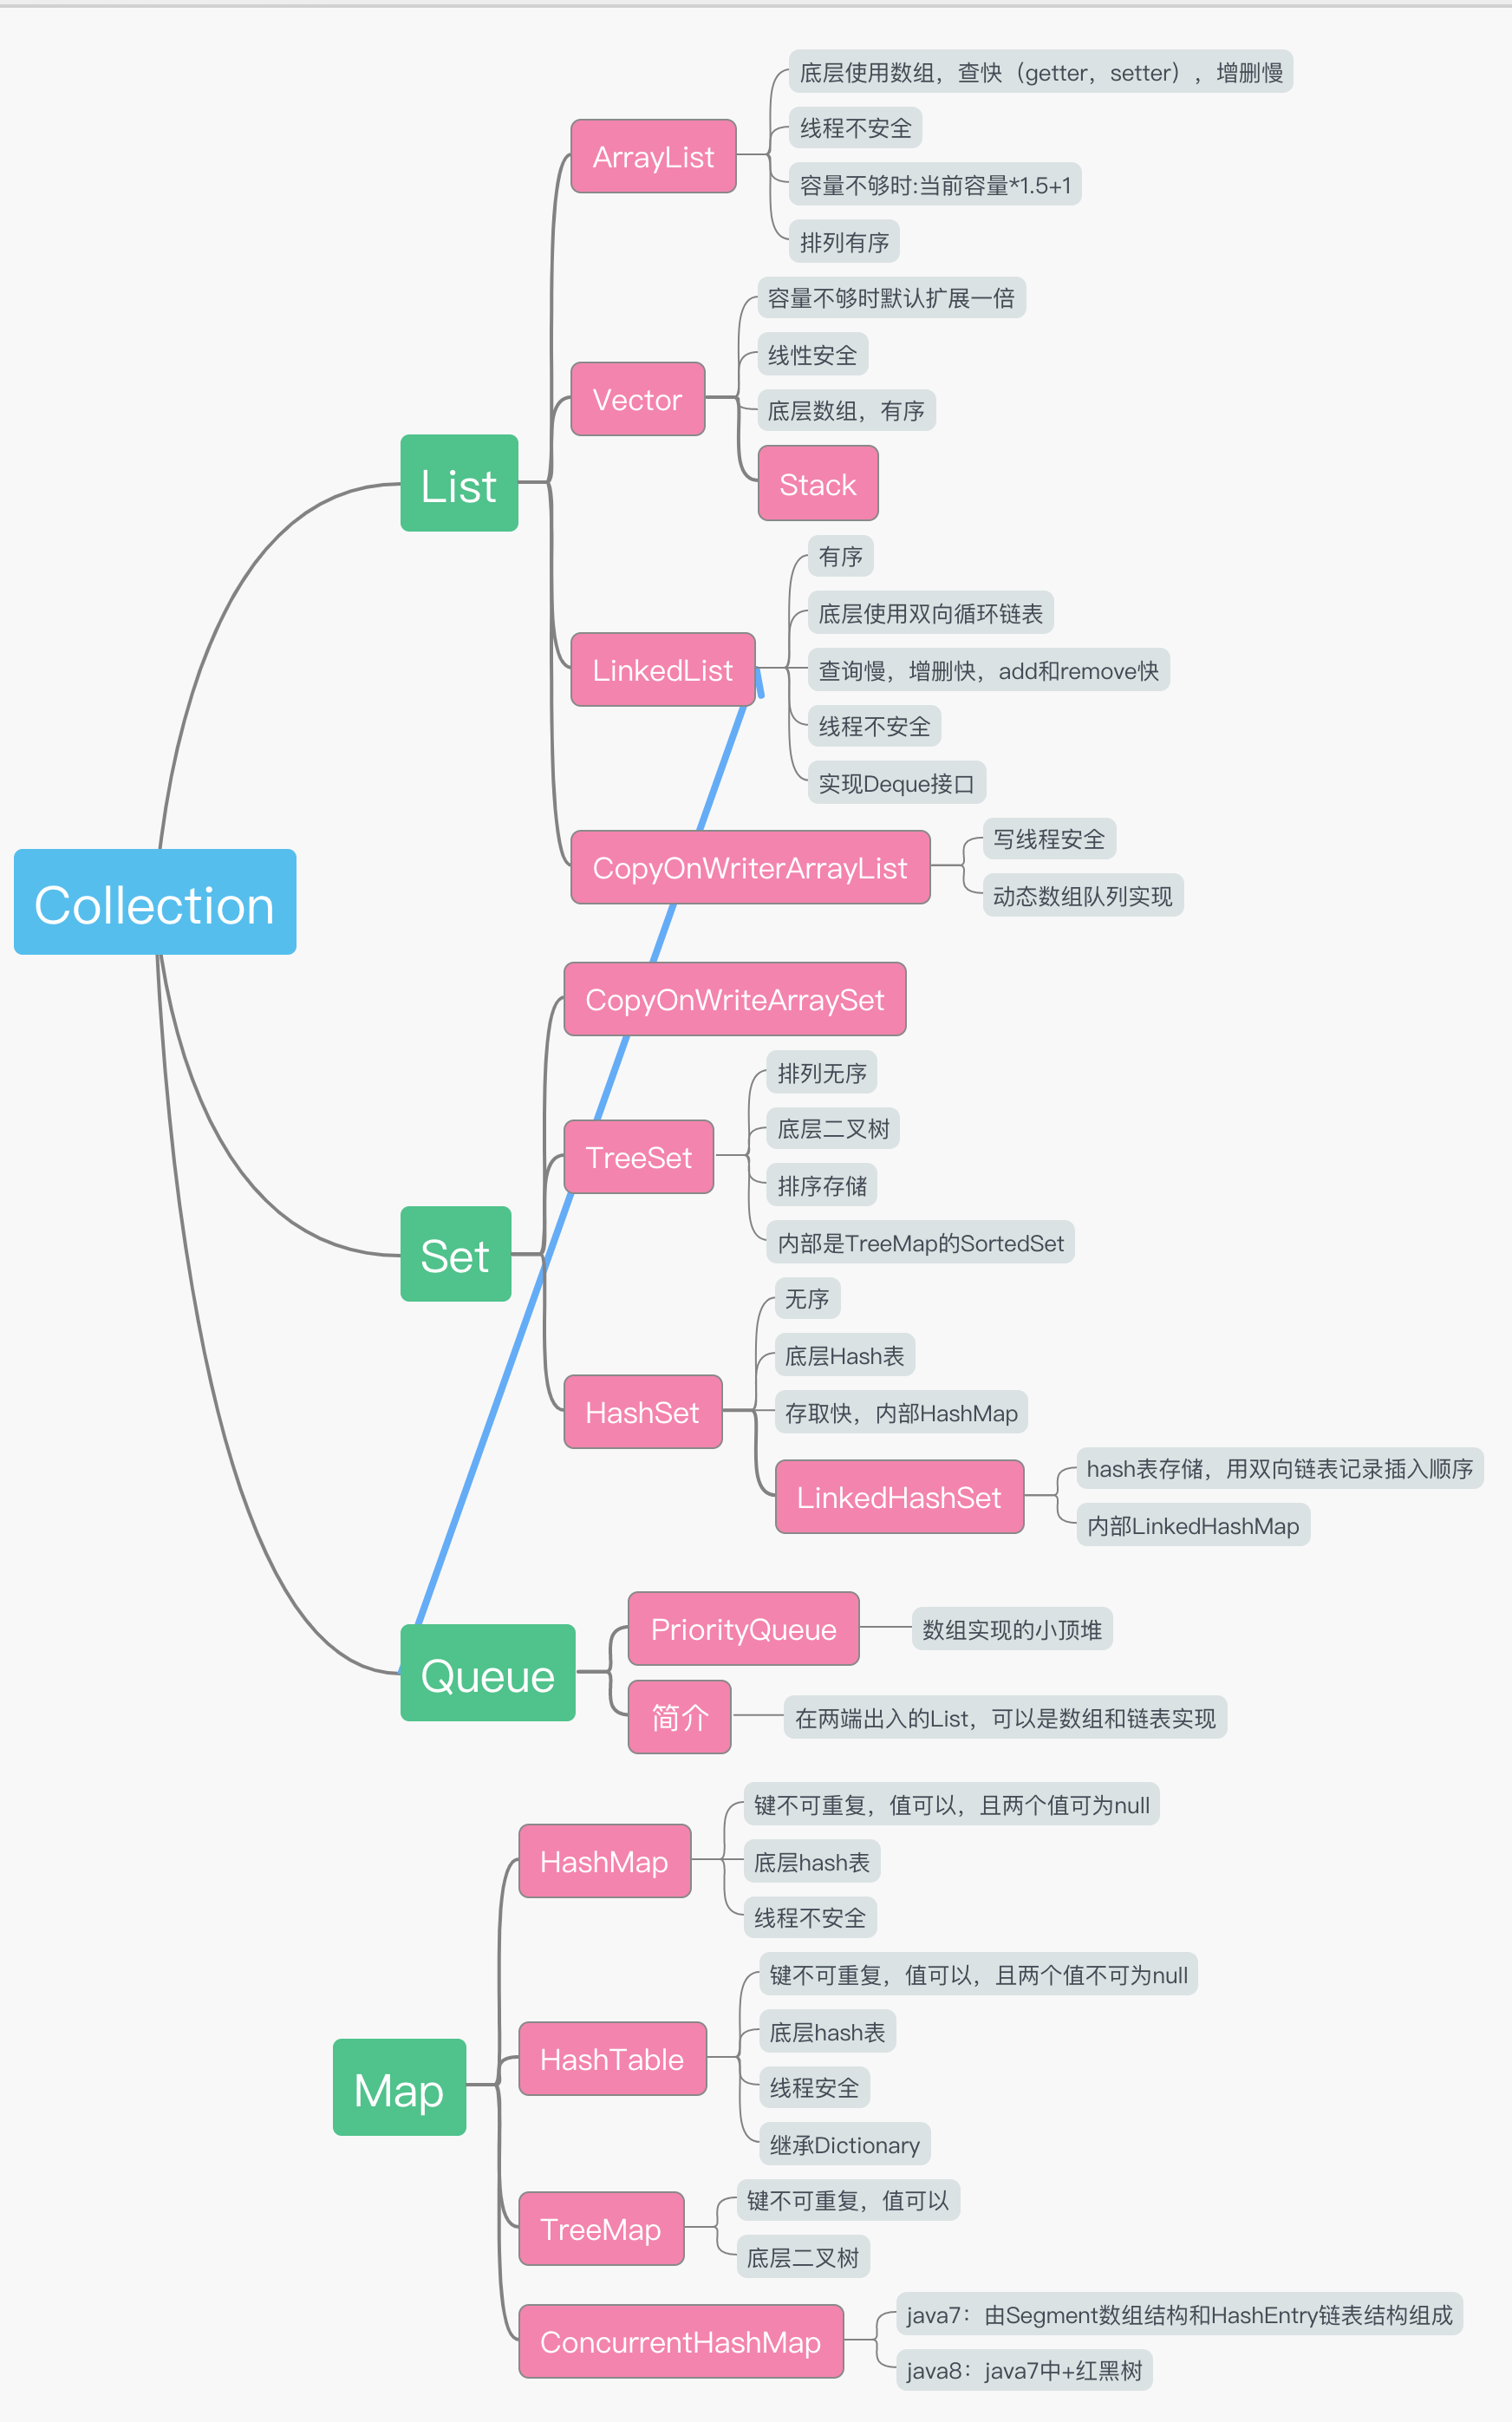 Collection
List
ArrayList
底层使用数组，查快（getter，setter），增删慢
线程不安全
容量不够时:当前容量*1.5+1
排列有序
Vector
容量不够时默认扩展一倍
线性安全
底层数组，有序
Stack
LinkedList
有序
底层使用双向循环链表
查询慢，增删快，add和remove快
线程不安全
实现Deque接口
CopyOnWriterArrayList
写线程安全
动态数组队列实现
Set
CopyOnWriteArraySet
TreeSet
排列无序
底层二叉树
排序存储
内部是TreeMap的SortedSet
HashSet
无序
底层Hash表
存取快，内部HashMap
LinkedHashSet
hash表存储，用双向链表记录插入顺序
内部LinkedHashMap
Queue
PriorityQueue
数组实现的小顶堆
简介
在两端出入的List，可以是数组和链表实现
Map
HashMap
键不可重复，值可以，且两个值可为null
底层hash表
线程不安全
HashTable
键不可重复，值可以，且两个值不可为null
底层hash表
线程安全
继承Dictionary
TreeMap
键不可重复，值可以
底层二叉树
ConcurrentHashMap
java7：由Segment数组结构和HashEntry链表结构组成
java8：java7中+红黑树